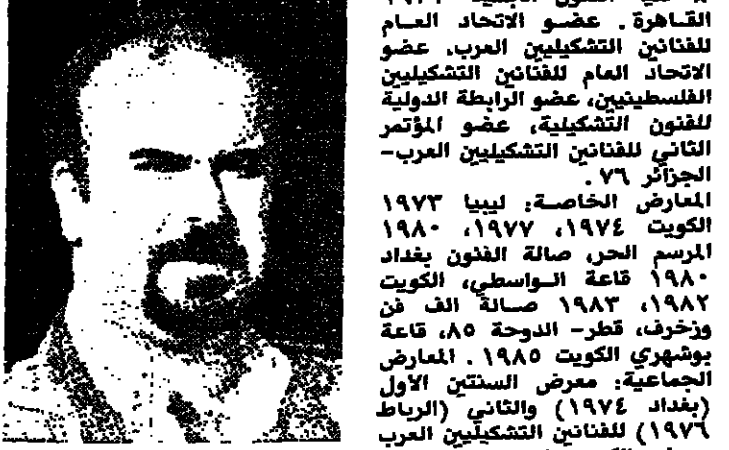 القاهرة. عضو الاتحاد العام
للفنانين التشكيليين العرب. عضو
الاتحاد العام للفنانين التشكيليين
الفلسطينيين، عضو الرابطة الدولية
للفنون التشكيلية، عضو المؤتمر
الثاني للفنانين التشكيليين العرب-
الجزائر ٧٦.
المعارض الخاصة: ليبيا ١٩٧٣
الكويت ١٩٧٤، ١٩٧٧، ١٩٨٠
المرسم الحر، صالة الفنون بغداد
١٩٨٠ قاعة الواسطي، الكويت
١٩٨٢، ١٩٨٣ صالة الف فن
وزخرف، قطر- الدوحة ٨٥، قاعة
بوشهري الكويت ١٩٨٥. المعارض
الجماعية: معرض السنتين الاول
(بغداد ١٩٧٤) والثاني (الرباط
١٩٧٦) للفنانين التشكيليين العرب